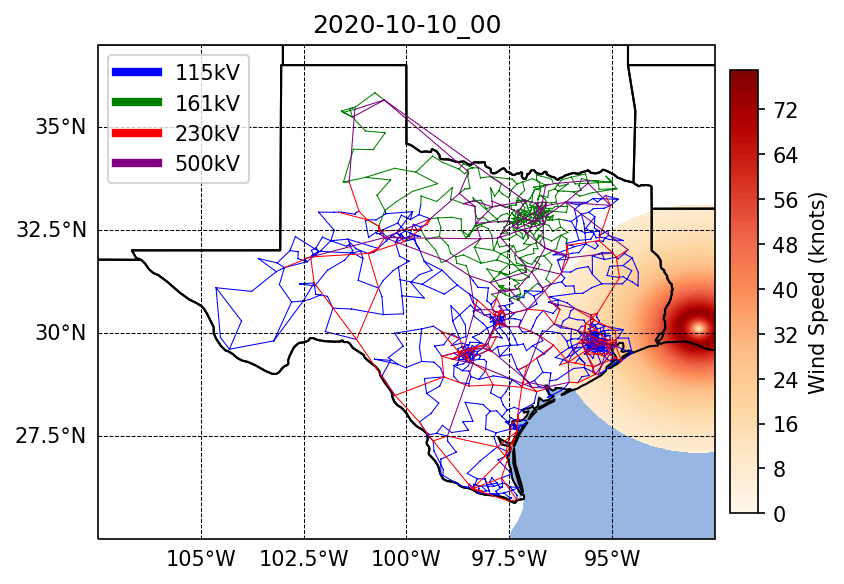 2020-10-10_00
115kV
161kV
230kV
500kV
35°N
32.5°N
30°N
27.5°N
105°W
102.5°W
100°W
97.5°W
95°W
72
64
56
48
40
32
24
16
8
0
Wind Speed (knots)